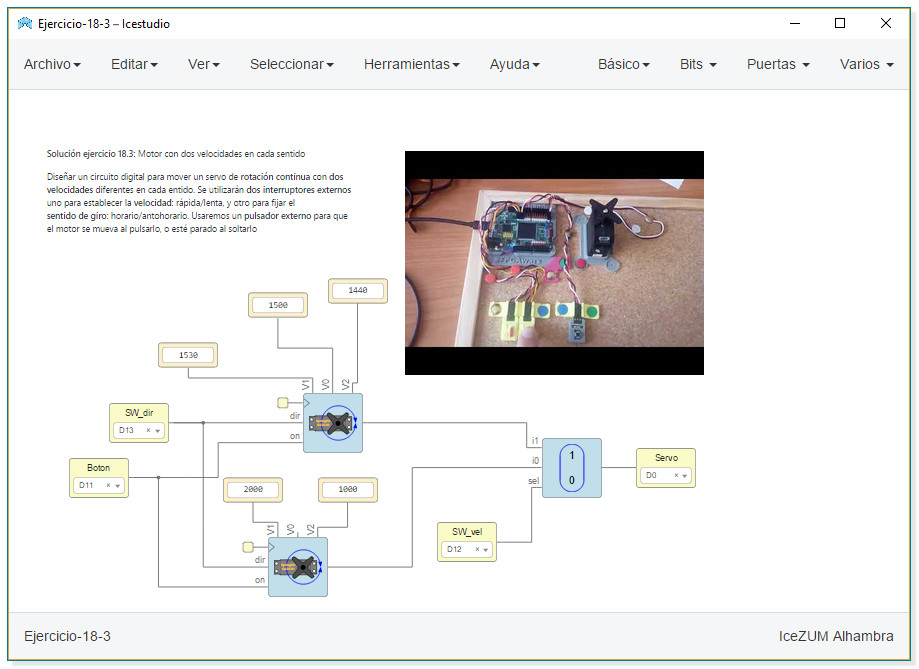 Ejercicio-18-3 – Icestudio
Archivo Editar Ver Seleccionar Herramientas Ayuda Básico Bits Puertas Varios
Solución ejercicio 18.3: Motor con dos velocidades en cada sentido
Diseñar un circuito digital para mover un servo de rotación continua con dos
velocidades diferentes en cada entido. Se utilizarán dos interruptores externos
uno para establecer la velocidad: rápida/lenta, y otro para fijar el
sentido de giro: horario/antohorario. Usaremos un pulsador externo para que
el motor se mueva al pulsarlo, o esté parado al soltarlo
1440
1500
1530
V1 V0 V2
SW_dir
D13
dir
on
Boton
D11
i1
i0
sel
1
0
Servo
D0
2000
1000
V1 V0 V2
SW_vel
D12
dir
on
Ejercicio-18-3
IceZUM Alhambra